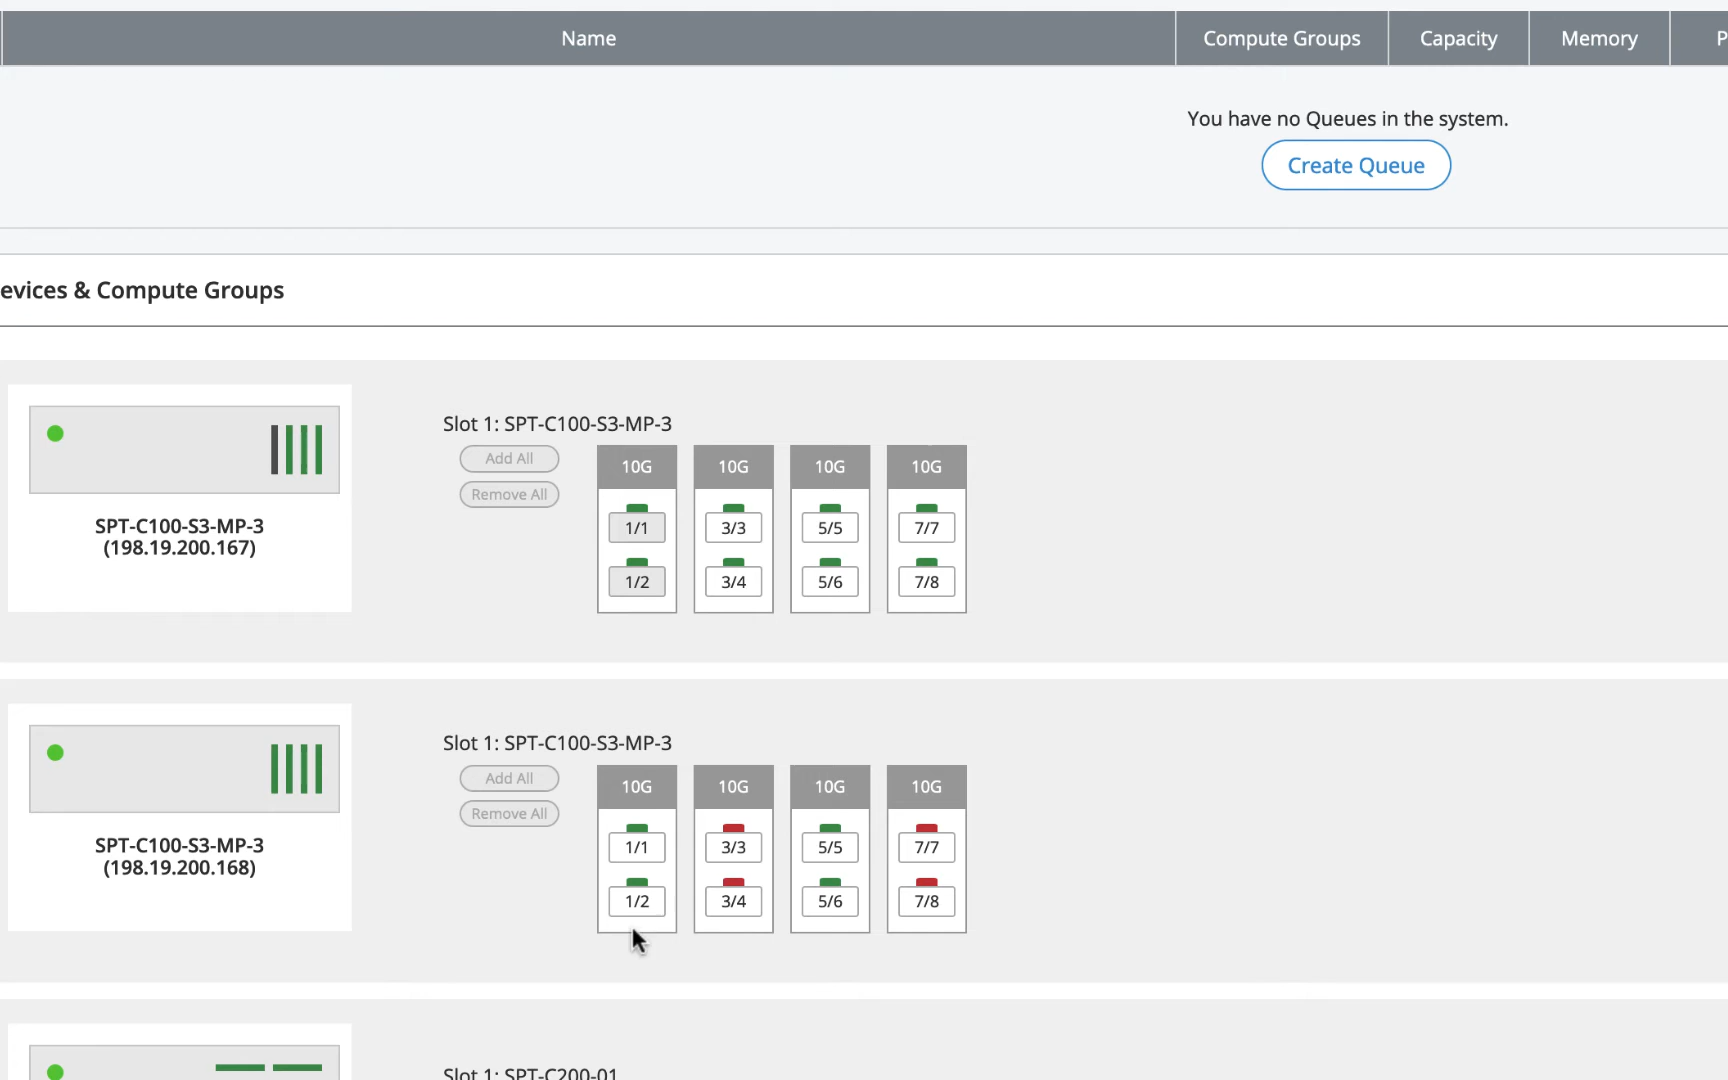 Name
Compute Groups
Capacity
Memory
P
You have no Queues in the system.
Create Queue
evices & Compute Groups
SPT-C100-S3-MP-3
(198.19.200.167)
Slot 1: SPT-C100-S3-MP-3
Add All
Remove All
10G
10G
10G
10G
1/1
3/3
5/5
7/7
1/2
3/4
5/6
7/8
SPT-C100-S3-MP-3
(198.19.200.168)
Slot 1: SPT-C100-S3-MP-3
Add All
Remove All
10G
10G
10G
10G
1/1
3/3
5/5
7/7
1/2
3/4
5/6
7/8
Slot 1: SPT-C200-01